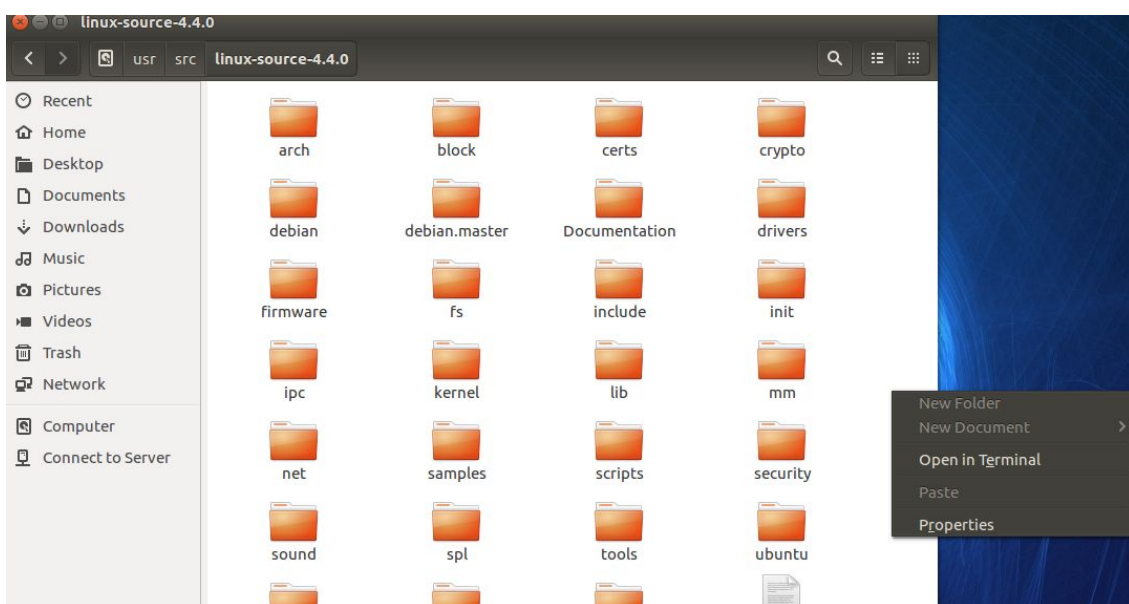 linux-source-4.4.0
usr src linux-source-4.4.0
Recent
Home
Desktop
Documents
Downloads
Music
Pictures
Videos
Trash
Network
Computer
Connect to Server
arch block certs crypto
debian debian.master Documentation drivers
firmware fs include init
ipc kernel lib mm
net samples scripts security
sound spl tools ubuntu
New Folder
New Document
Open in Terminal
Paste
Properties